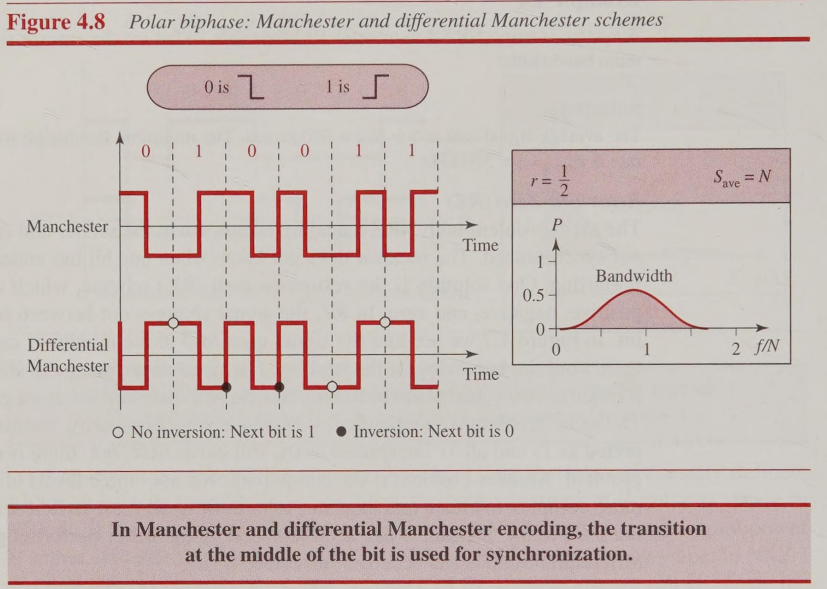 Figure 4.8 Polar biphase: Manchester and differential Manchester schemes
0 is 1 is
0 1 0 0 1 1
Manchester
Time
Differential
Manchester
Time
○ No inversion: Next bit is 1 ● Inversion: Next bit is 0
r = 1/2 Save = N
P
1
Bandwidth
0.5
0
0 1 2 f/N
In Manchester and differential Manchester encoding, the transition
at the middle of the bit is used for synchronization.